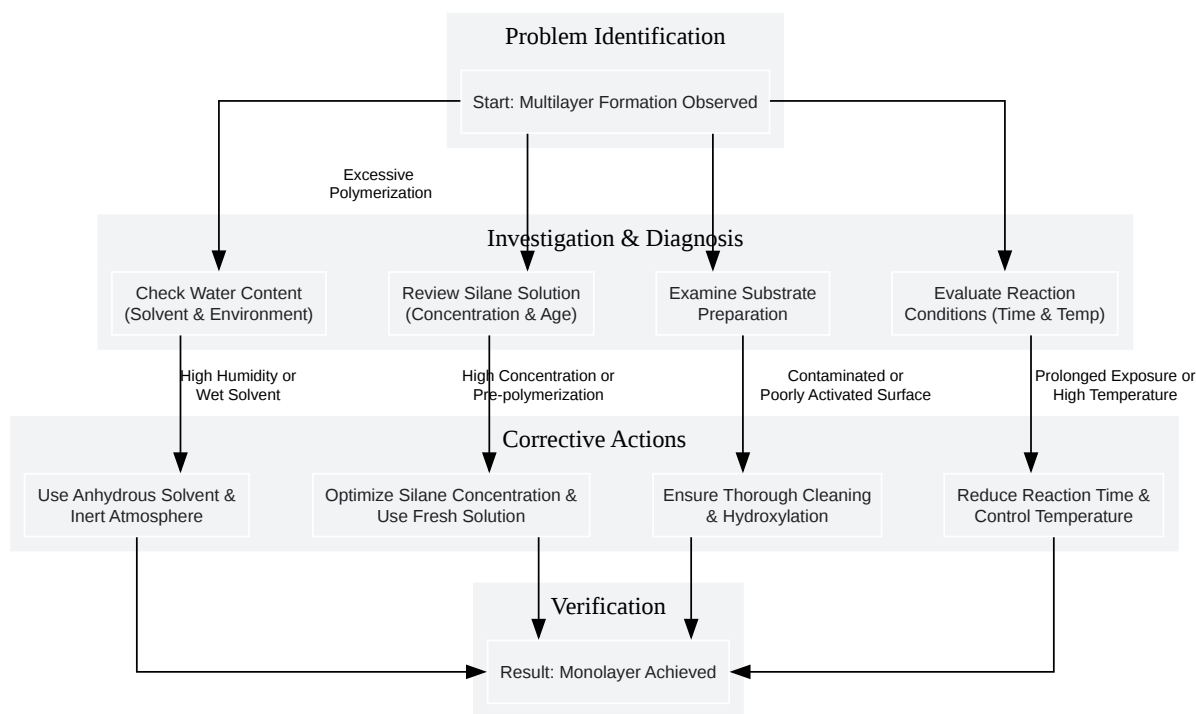 Problem Identification
Start: Multilayer Formation Observed
Excessive
Polymerization
Investigation & Diagnosis
Check Water Content
(Solvent & Environment)
Review Silane Solution
(Concentration & Age)
Examine Substrate
Preparation
Evaluate Reaction
Conditions (Time & Temp)
High Humidity or
Wet Solvent
High Concentration or
Pre-polymerization
Contaminated or
Poorly Activated Surface
Prolonged Exposure or
High Temperature
Corrective Actions
Use Anhydrous Solvent &
Inert Atmosphere
Optimize Silane Concentration &
Use Fresh Solution
Ensure Thorough Cleaning
& Hydroxylation
Reduce Reaction Time &
Control Temperature
Verification
Result: Monolayer Achieved